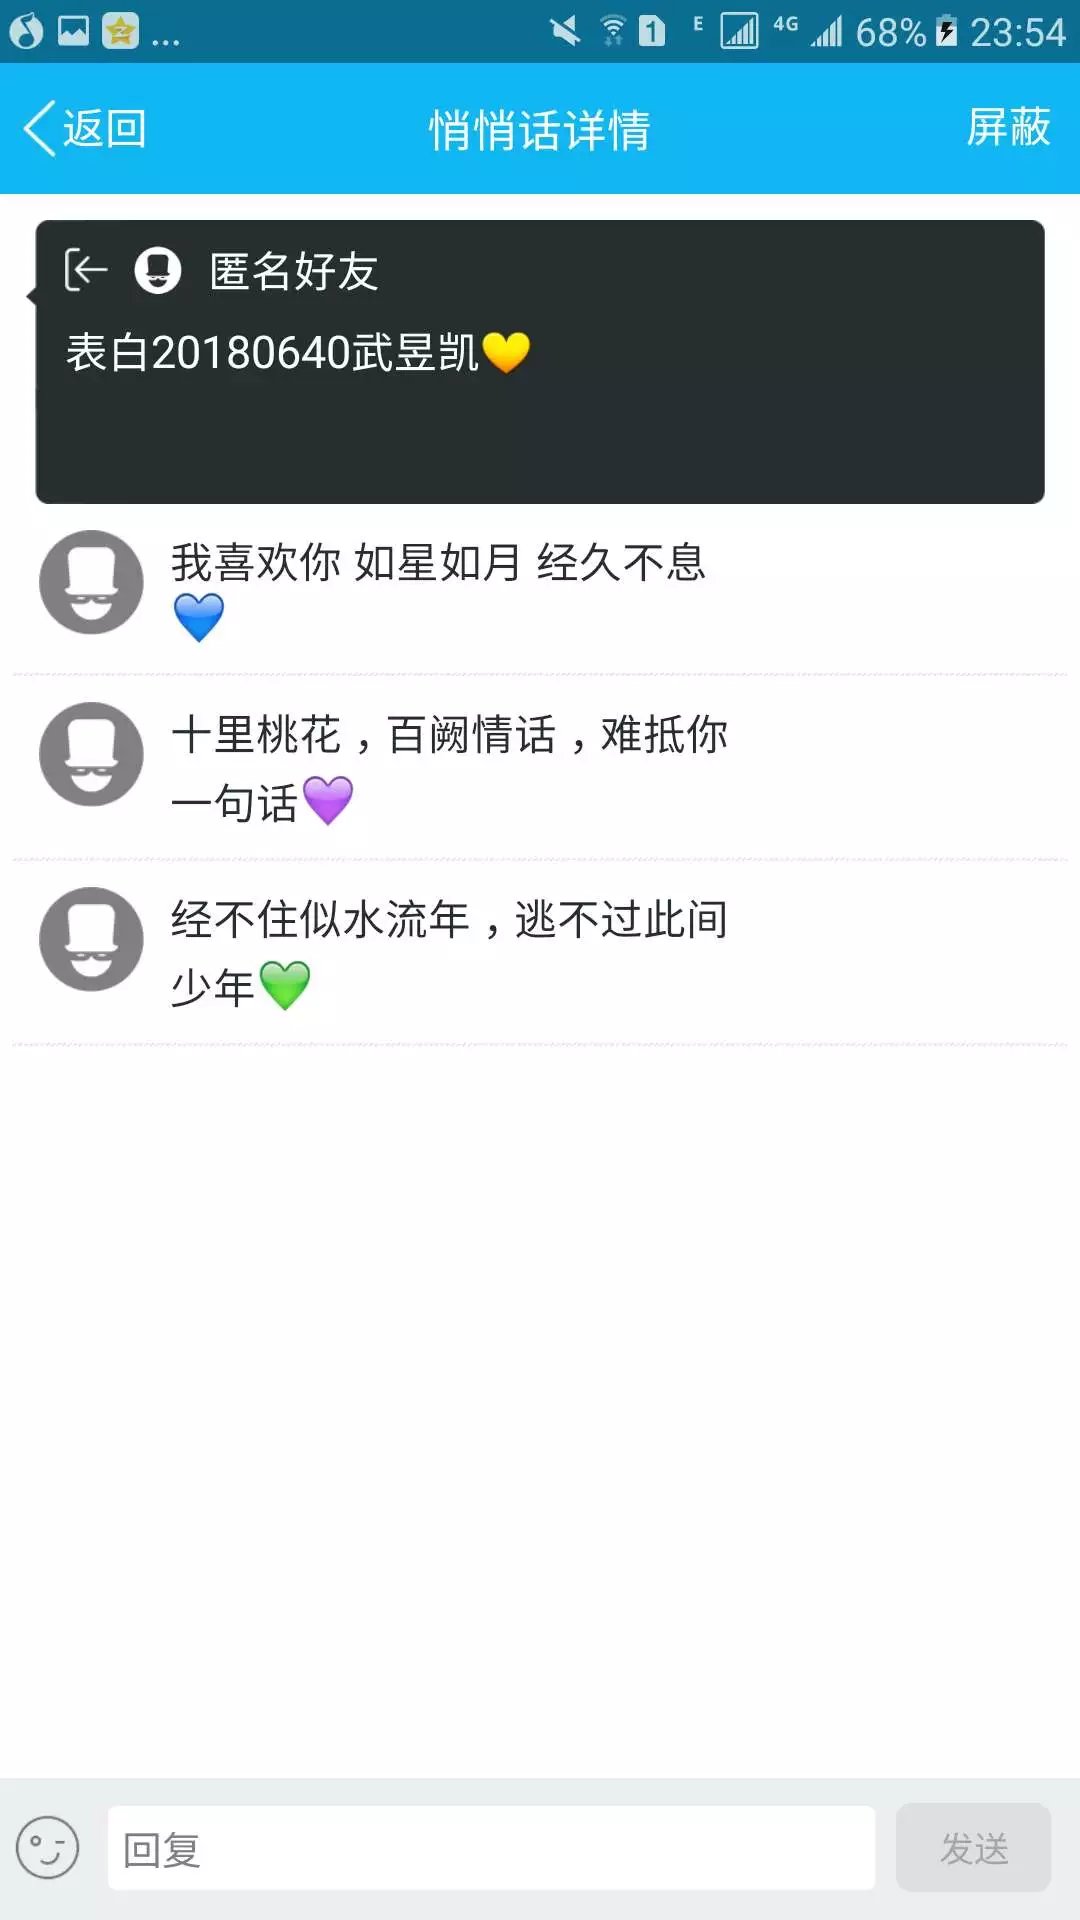 ... 1 E 4G 68% 23:54
返回 悄悄话详情 屏蔽
匿名好友
表白20180640武昱凯💛
我喜欢你 如星如月 经久不息
💙
十里桃花，百阙情话，难抵你
一句话💜
经不住似水流年，逃不过此间
少年💚
回复 发送